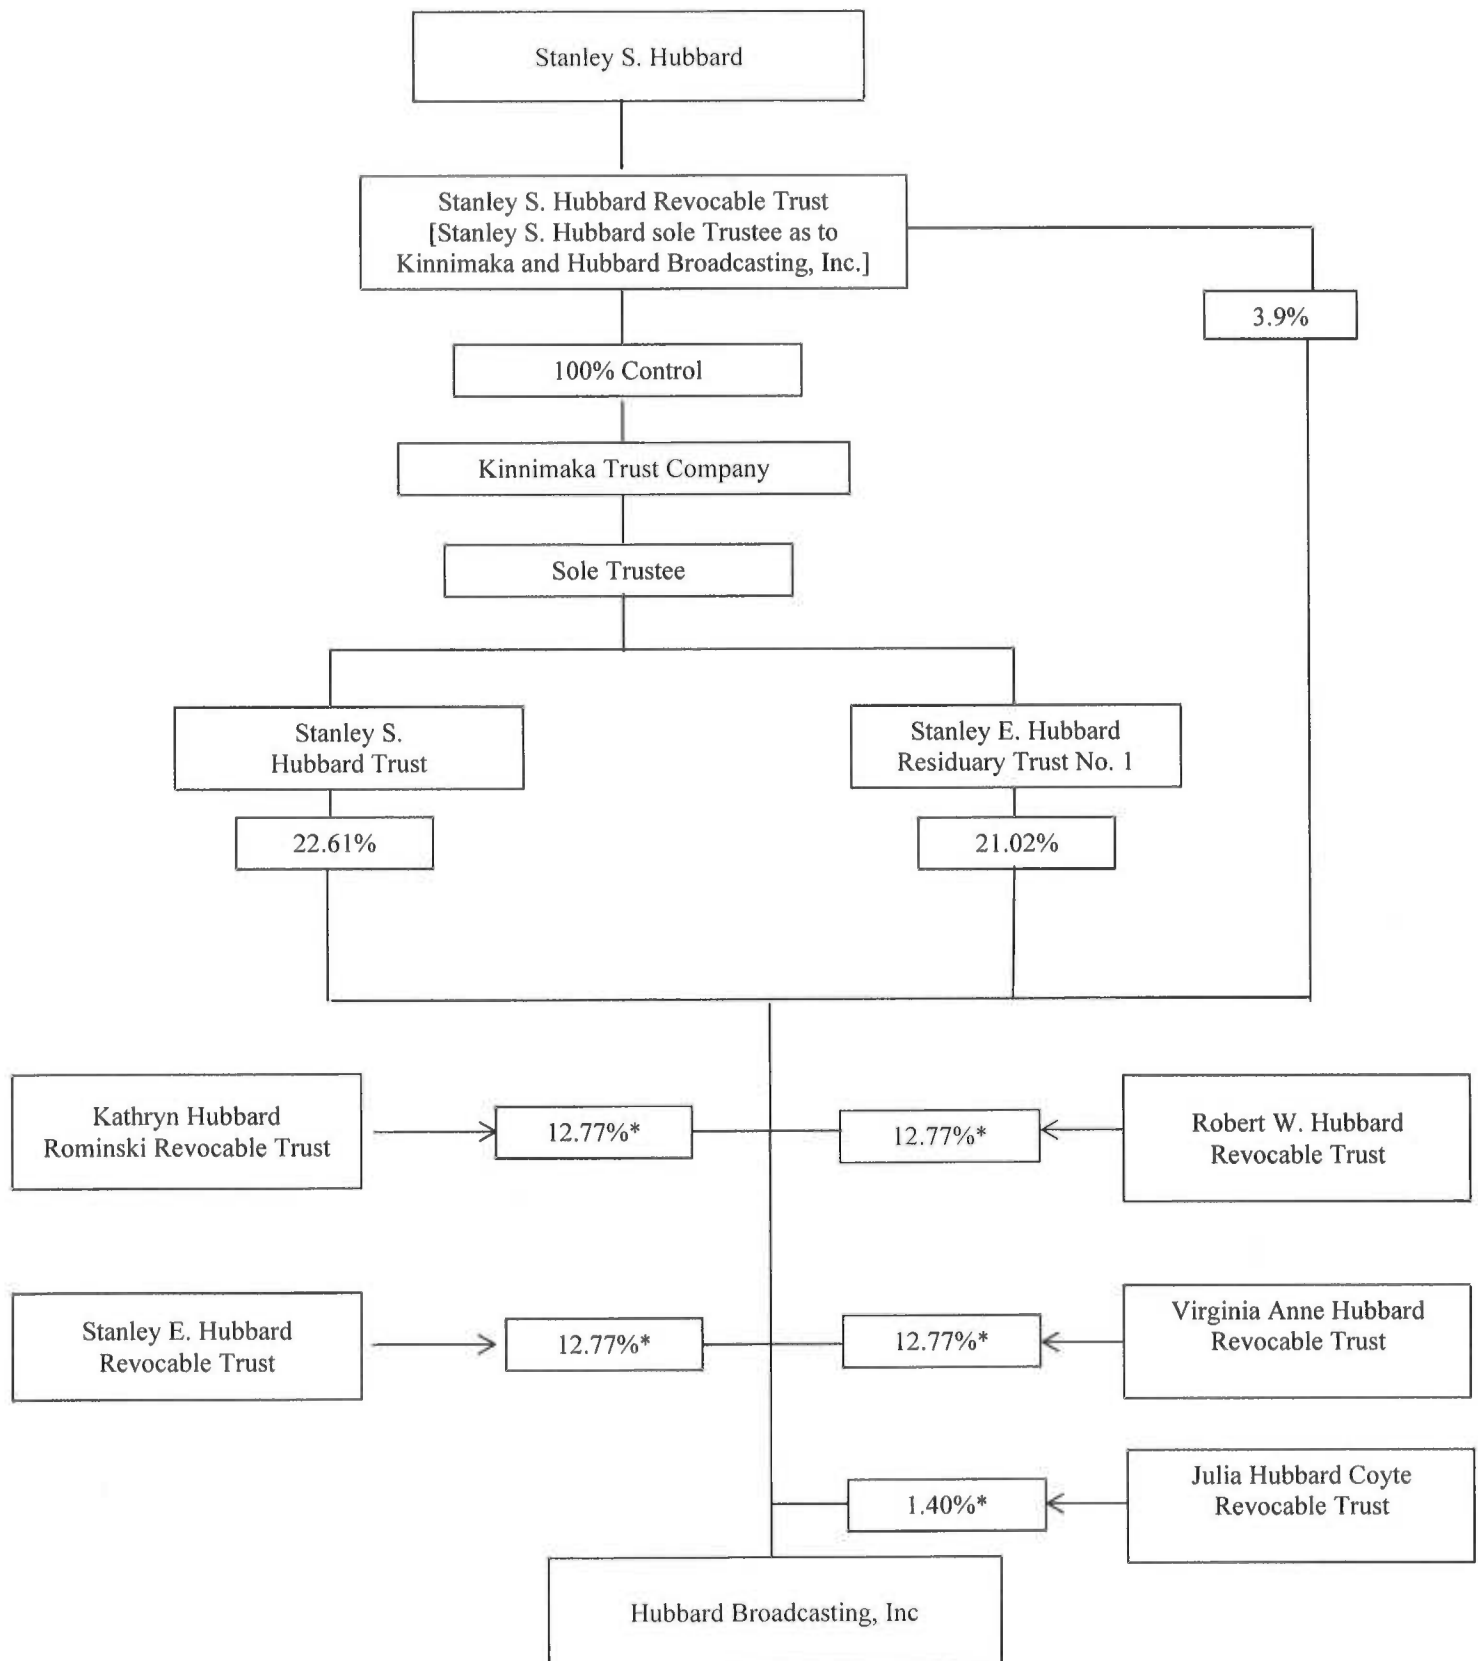 Stanley S. Hubbard
Stanley S. Hubbard Revocable Trust
[Stanley S. Hubbard sole Trustee as to
Kinnimaka and Hubbard Broadcasting, Inc.]
3.9%
100% Control
Kinnimaka Trust Company
Sole Trustee
Stanley S.
Hubbard Trust
Stanley E. Hubbard
Residuary Trust No. 1
22.61%
21.02%
Kathryn Hubbard
Rominski Revocable Trust
12.77%*
12.77%*
Robert W. Hubbard
Revocable Trust
Stanley E. Hubbard
Revocable Trust
12.77%*
12.77%*
Virginia Anne Hubbard
Revocable Trust
1.40%*
Julia Hubbard Coyte
Revocable Trust
Hubbard Broadcasting, Inc